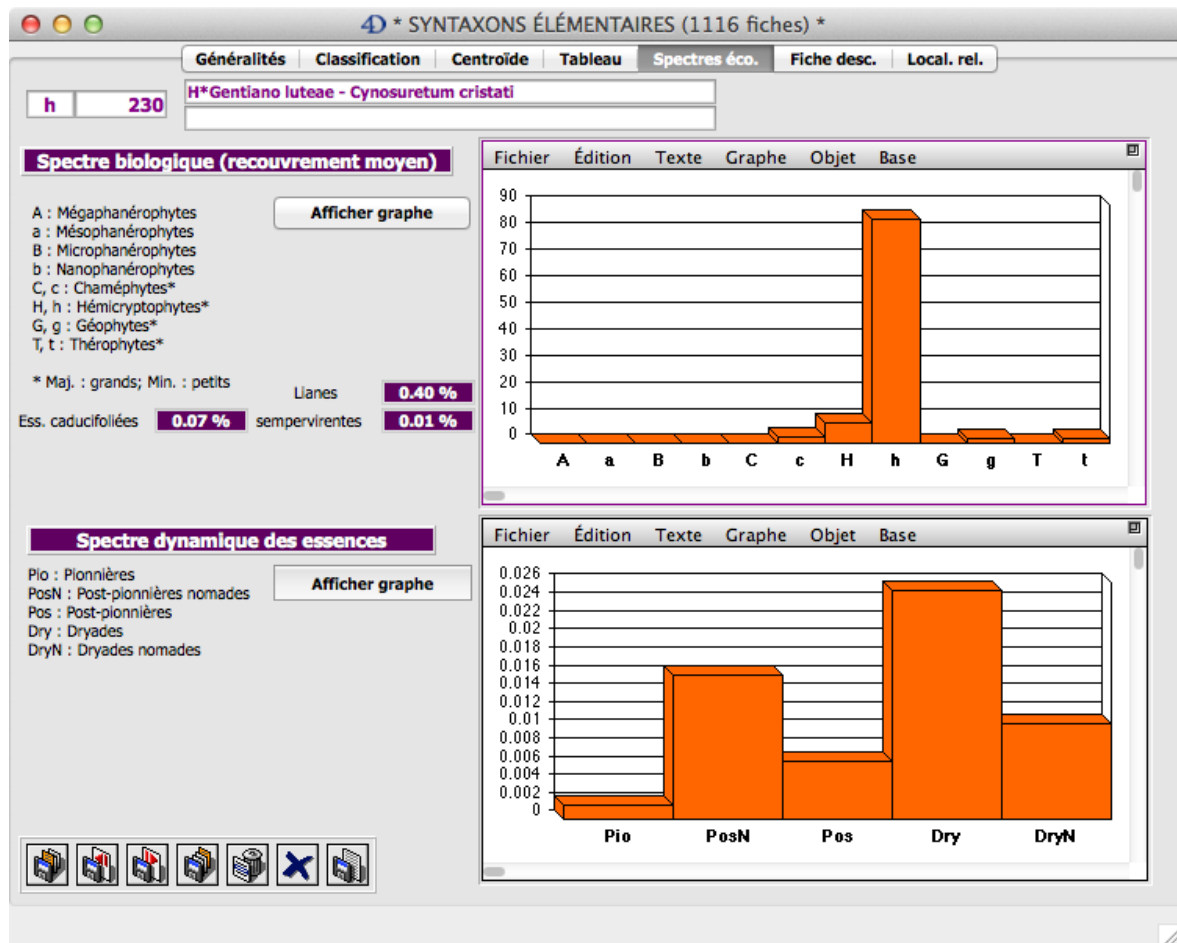 4D * SYNTAXONS ÉLÉMENTAIRES (1116 fiches) *
Généralités Classification Centroïde Tableau Spectres éco. Fiche desc. Local. rel.
h 230 H*Gentiano luteae - Cynosuretum cristati
Spectre biologique (recouvrement moyen)
A : Mégaphanérophytes
a : Mésophanérophytes
B : Microphanérophytes
b : Nanophanérophytes
C, c : Chaméphytes*
H, h : Hémicryptophytes*
G, g : Géophytes*
T, t : Thérophytes*
* Maj. : grands; Min. : petits
Afficher graphe
Lianes 0.40 %
Ess. caducifoliées 0.07 % sempervirentes 0.01 %
Fichier Édition Texte Graphe Objet Base
90
80
70
60
50
40
30
20
10
0
A a B b C c H h G g T t
Spectre dynamique des essences
Pio : Pionnières
PosN : Post-pionnières nomades
Pos : Post-pionnières
Dry : Dryades
DryN : Dryades nomades
Afficher graphe
Fichier Édition Texte Graphe Objet Base
0.026
0.024
0.022
0.02
0.018
0.016
0.014
0.012
0.01
0.008
0.006
0.004
0.002
0
Pio PosN Pos Dry DryN